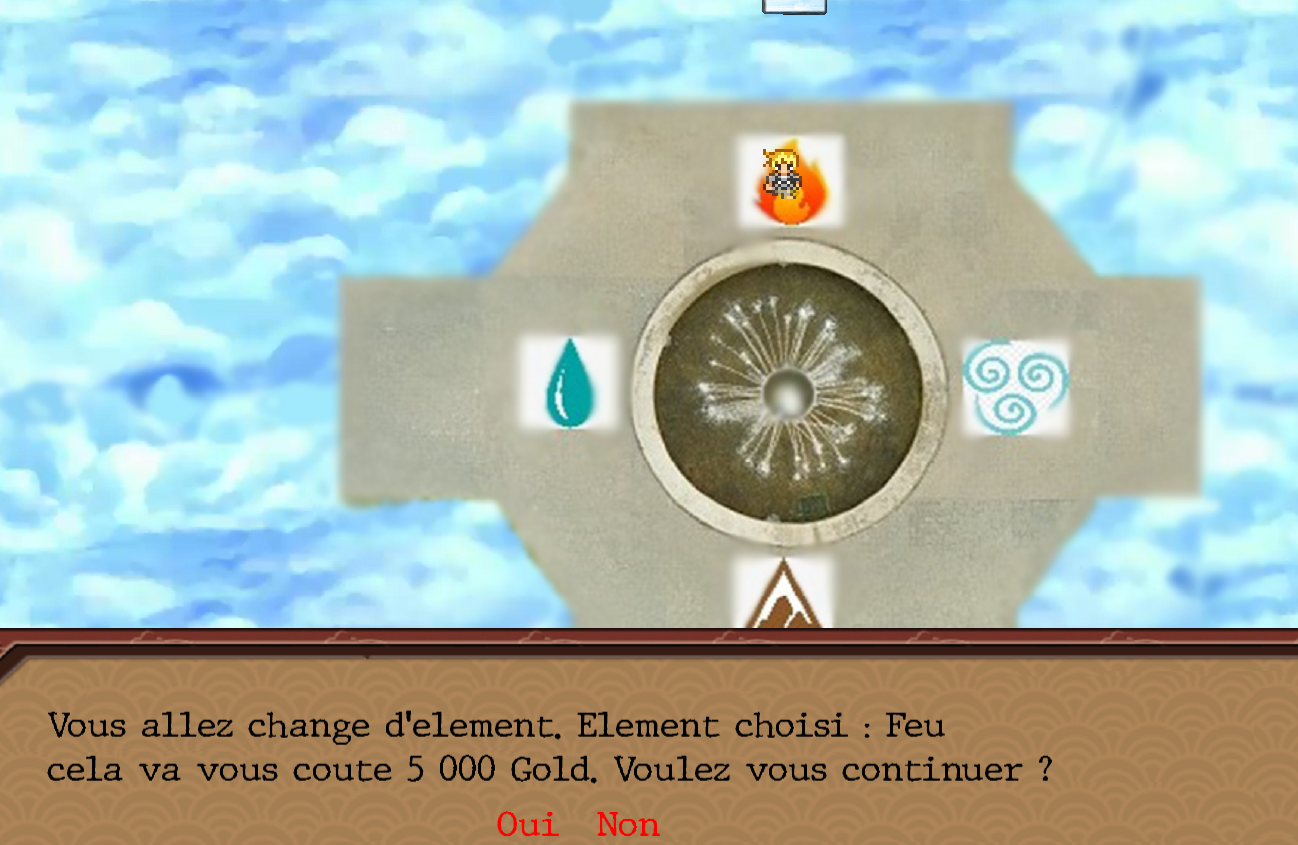 Vous allez change d'element. Element choisi : Feu
cela va vous coute 5 000 Gold. Voulez vous continuer ?
Oui Non